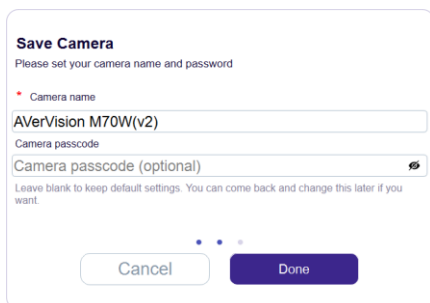 Save Camera
Please set your camera name and password
* Camera name
AVerVision M70W(v2)
Camera passcode
Camera passcode (optional)
Leave blank to keep default settings. You can come back and change this later if you
want.
Cancel
Done